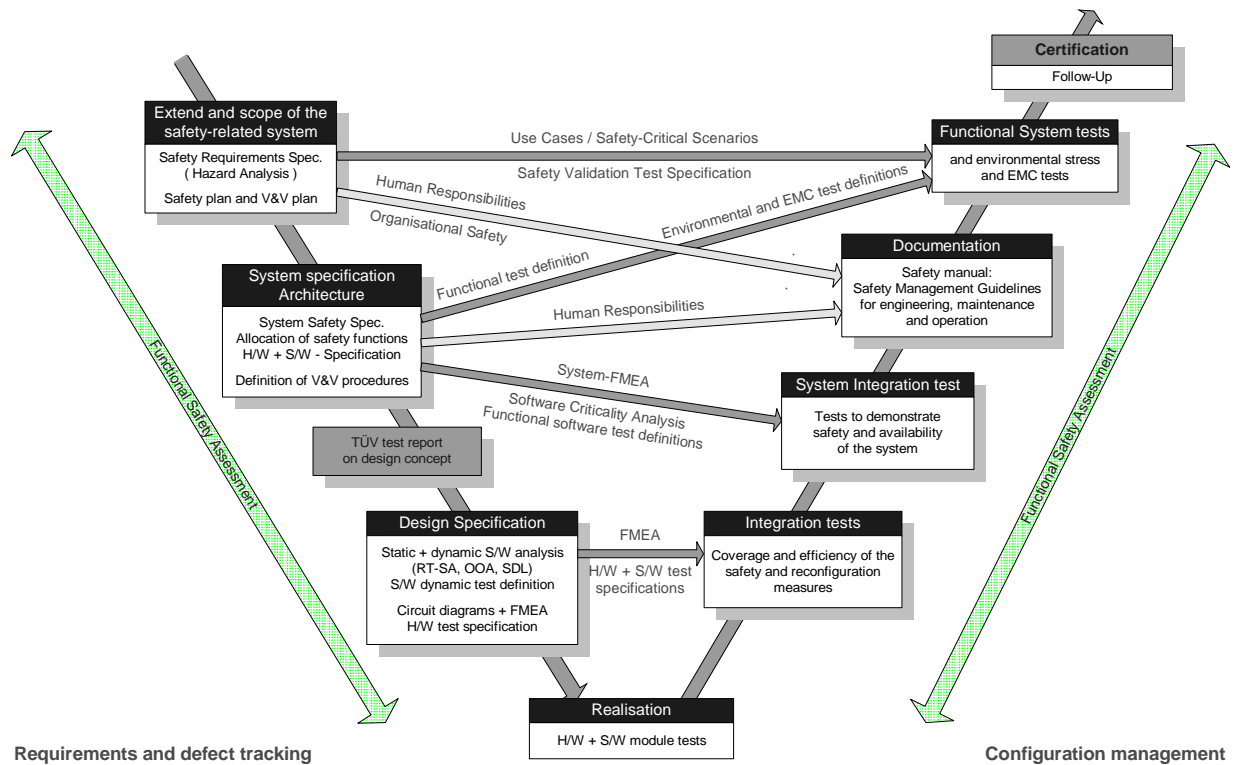 Certification
Follow-Up
Extend and scope of the
safety-related system
Safety Requirements Spec.
( Hazard Analysis )
Safety plan and V&V plan
Use Cases / Safety-Critical Scenarios
Safety Validation Test Specification
Functional System tests
and environmental stress
and EMC tests
Human Responsibilities
Organisational Safety
Environmental and EMC test definitions
Functional test definition
Documentation
Safety manual:
Safety Management Guidelines
for engineering, maintenance
and operation
System specification
Architecture
System Safety Spec.
Allocation of safety functions
H/W + S/W - Specification
Definition of V&V procedures
Human Responsibilities
System-FMEA
Software Criticality Analysis
Functional software test definitions
System Integration test
Tests to demonstrate
safety and availability
of the system
Functional Safety Assessment
Functional Safety Assessment
TÜV test report
on design concept
Design Specification
Static + dynamic S/W analysis
(RT-SA, OOA, SDL)
S/W dynamic test definition
Circuit diagrams + FMEA
H/W test specification
FMEA
H/W + S/W test
specifications
Integration tests
Coverage and efficiency of the
safety and reconfiguration
measures
Realisation
H/W + S/W module tests
Requirements and defect tracking
Configuration management